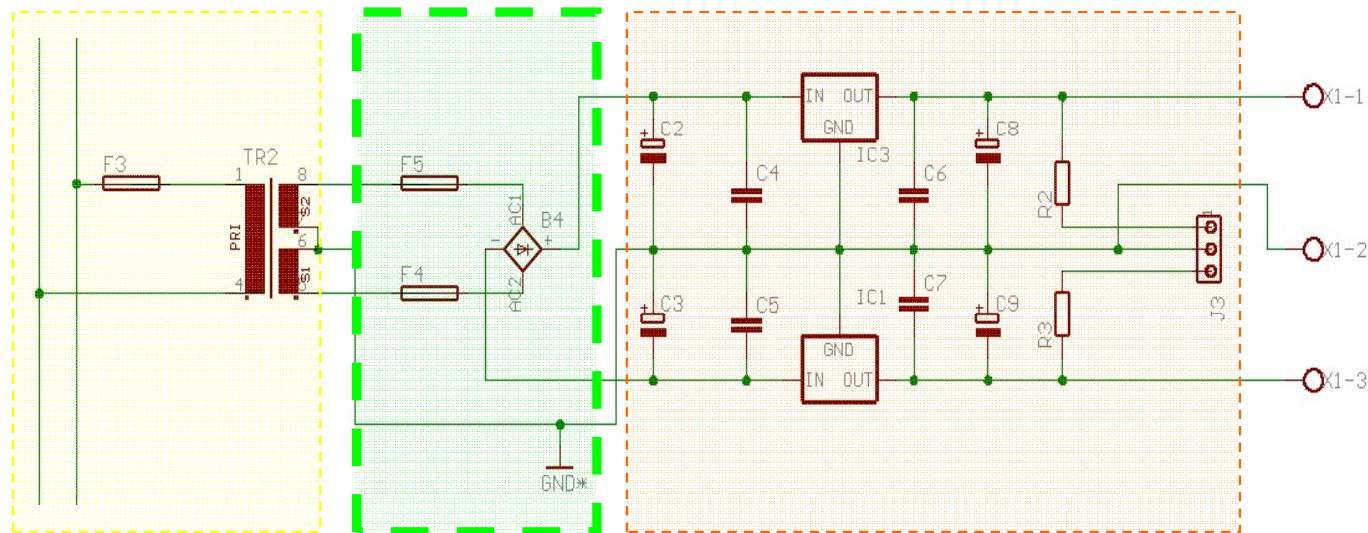 IN OUT
X1-1
C2
C8
GND
IC3
TR2
F3
1
8
F5
C4
C6
S2
AC1
B4
R2
1
PRI
6
-
+
X1-2
S1
4
F4
AC2
C3
C5
IC1
C7
C9
R3
J3
GND
IN OUT
X1-3
GND*
+
+
+
+